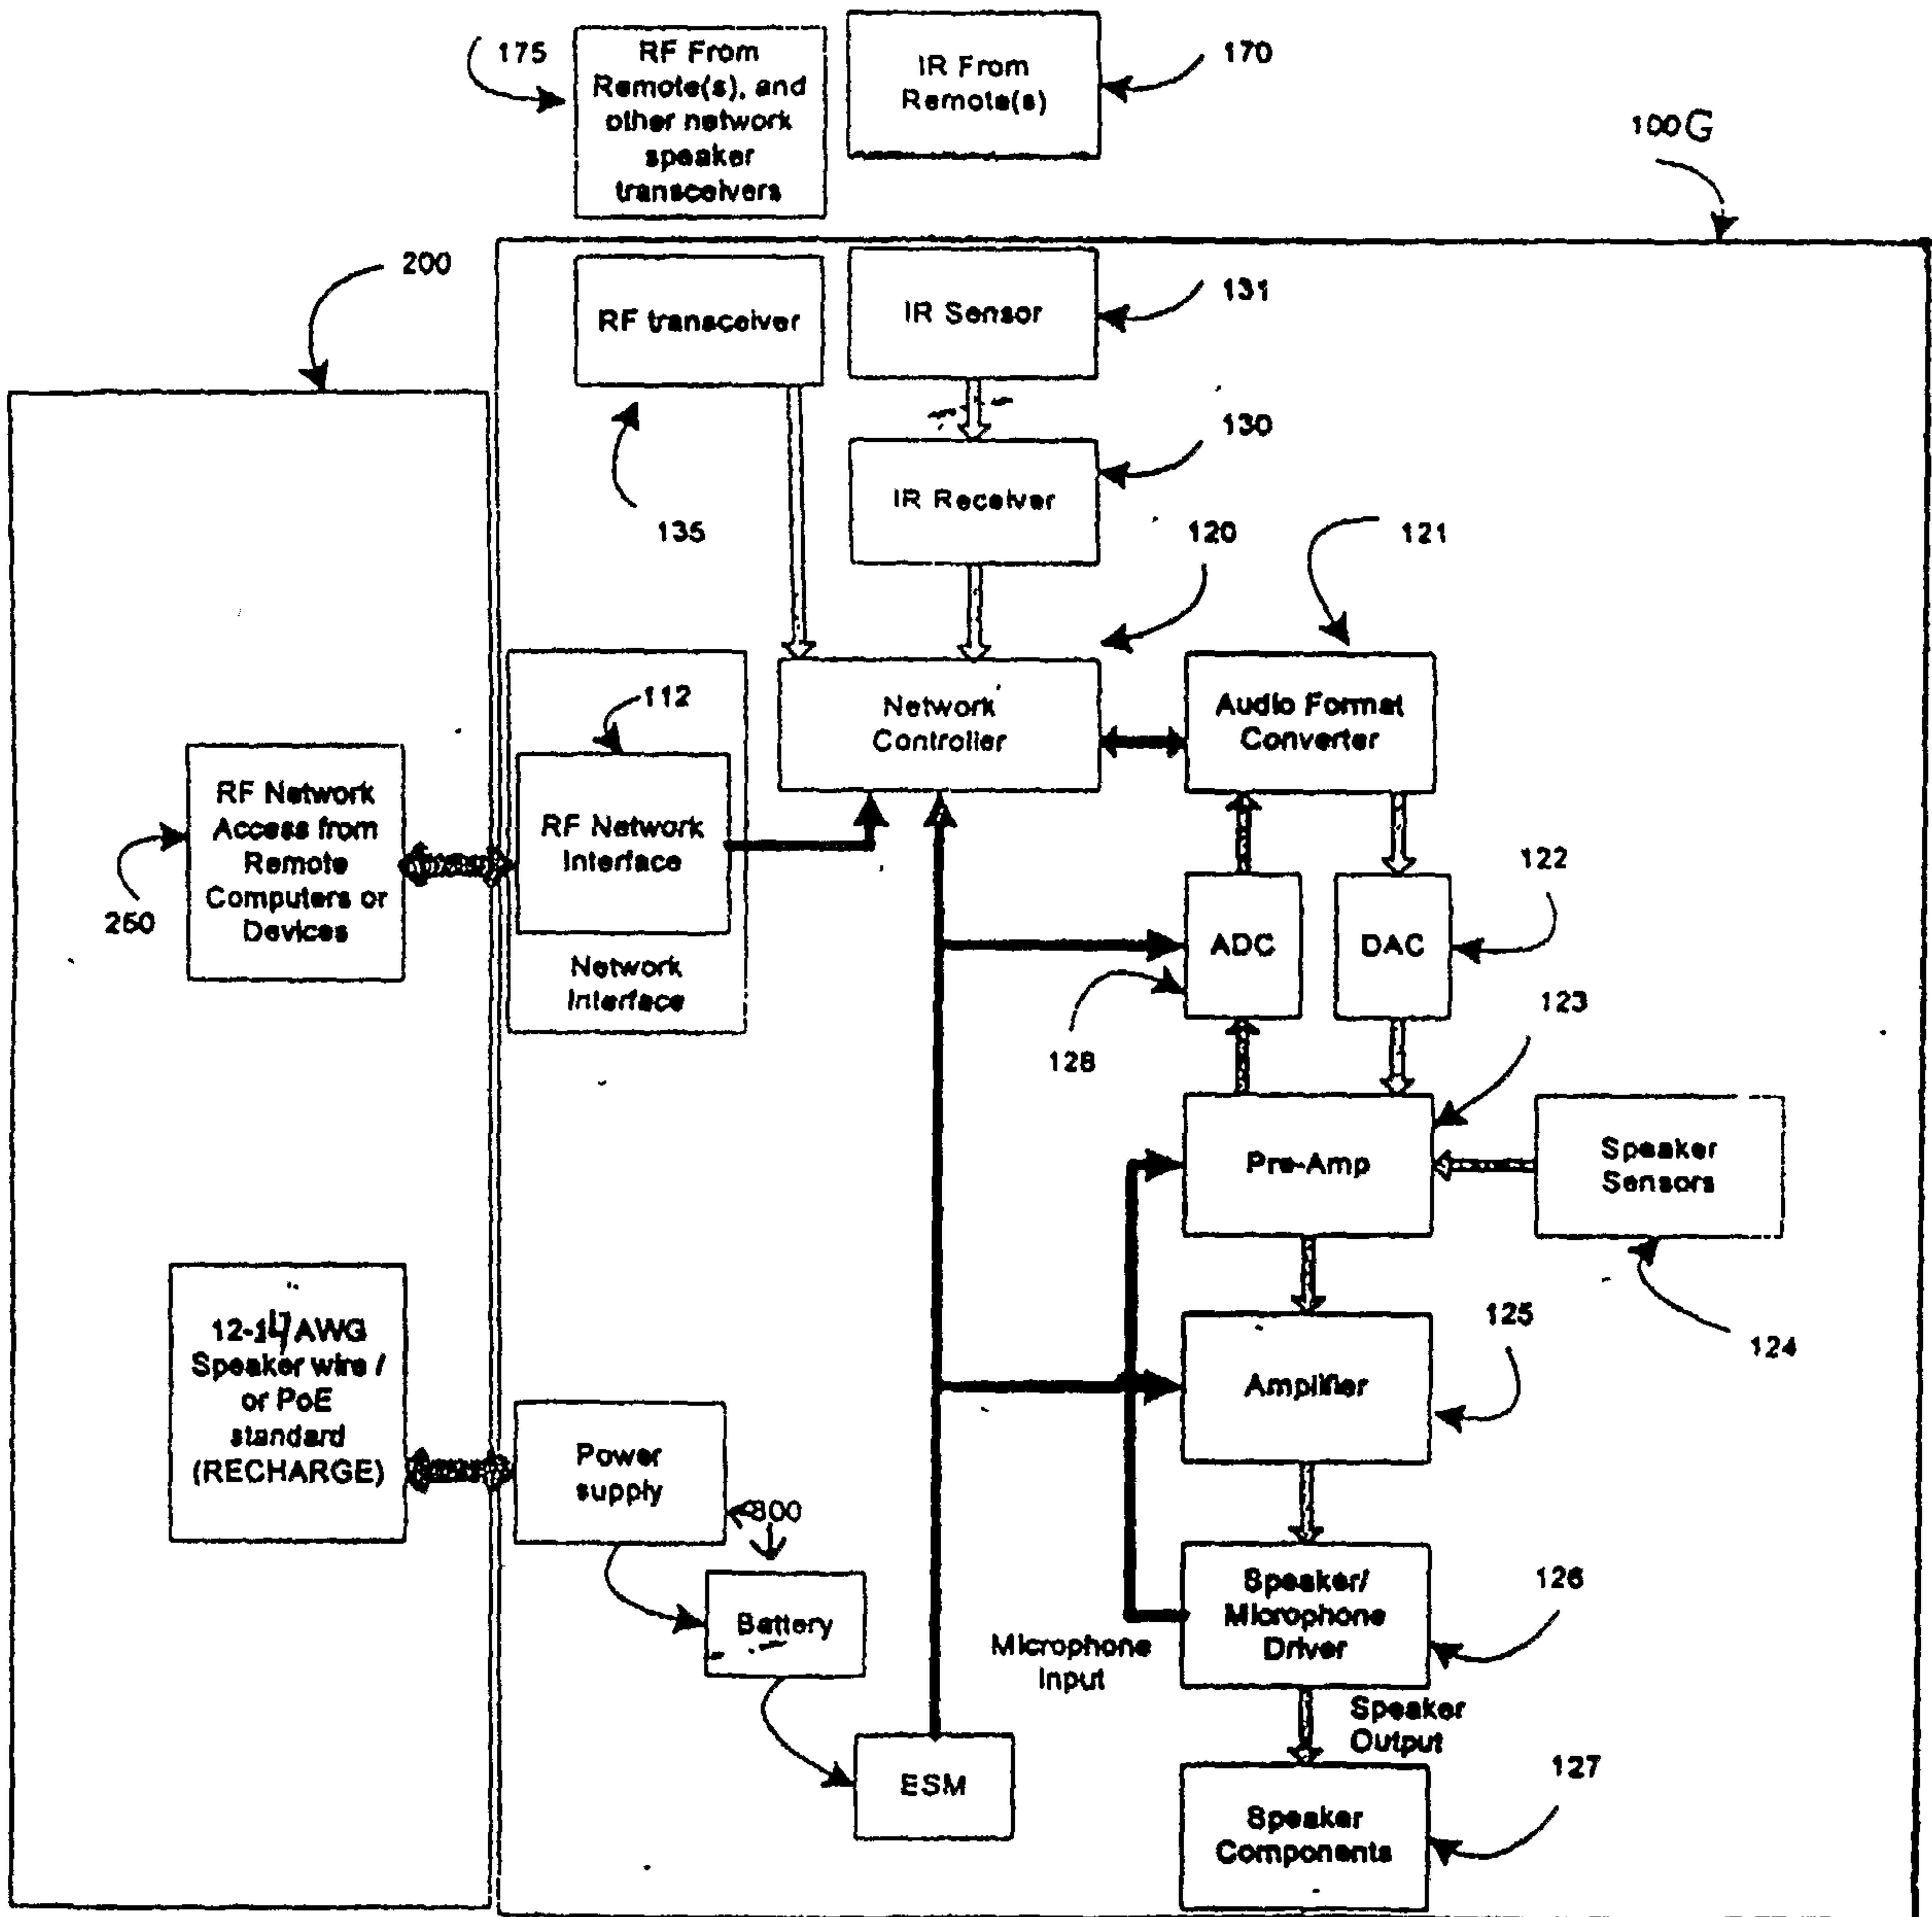 175
RF From
Remote(s), and
other network
speaker
transceivers
IR From
Remote(s)
170
100G
200
RF transceiver
IR Sensor
131
135
IR Receiver
130
120
121
112
Network
Controller
Audio Format
Converter
RF Network
Access from
Remote
Computers or
Devices
250
RF Network
Interface
Network
Interface
ADC
DAC
122
128
123
Pre-Amp
Speaker
Sensors
124
12-14 AWG
Speaker wire /
or PoE
standard
(RECHARGE)
Power
supply
300
Amplifier
125
Battery
Speaker/
Microphone
Driver
126
Microphone
Input
Speaker
Output
ESM
Speaker
Components
127